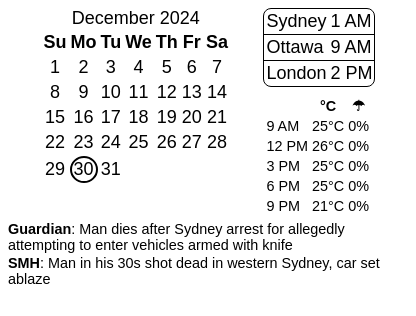 December 2024
Su Mo Tu We Th Fr Sa
1 2 3 4 5 6 7
8 9 10 11 12 13 14
15 16 17 18 19 20 21
22 23 24 25 26 27 28
29 30 31
Sydney 1 AM
Ottawa 9 AM
London 2 PM
°C ☂
9 AM 25°C 0%
12 PM 26°C 0%
3 PM 25°C 0%
6 PM 25°C 0%
9 PM 21°C 0%
Guardian: Man dies after Sydney arrest for allegedly
attempting to enter vehicles armed with knife
SMH: Man in his 30s shot dead in western Sydney, car set
ablaze